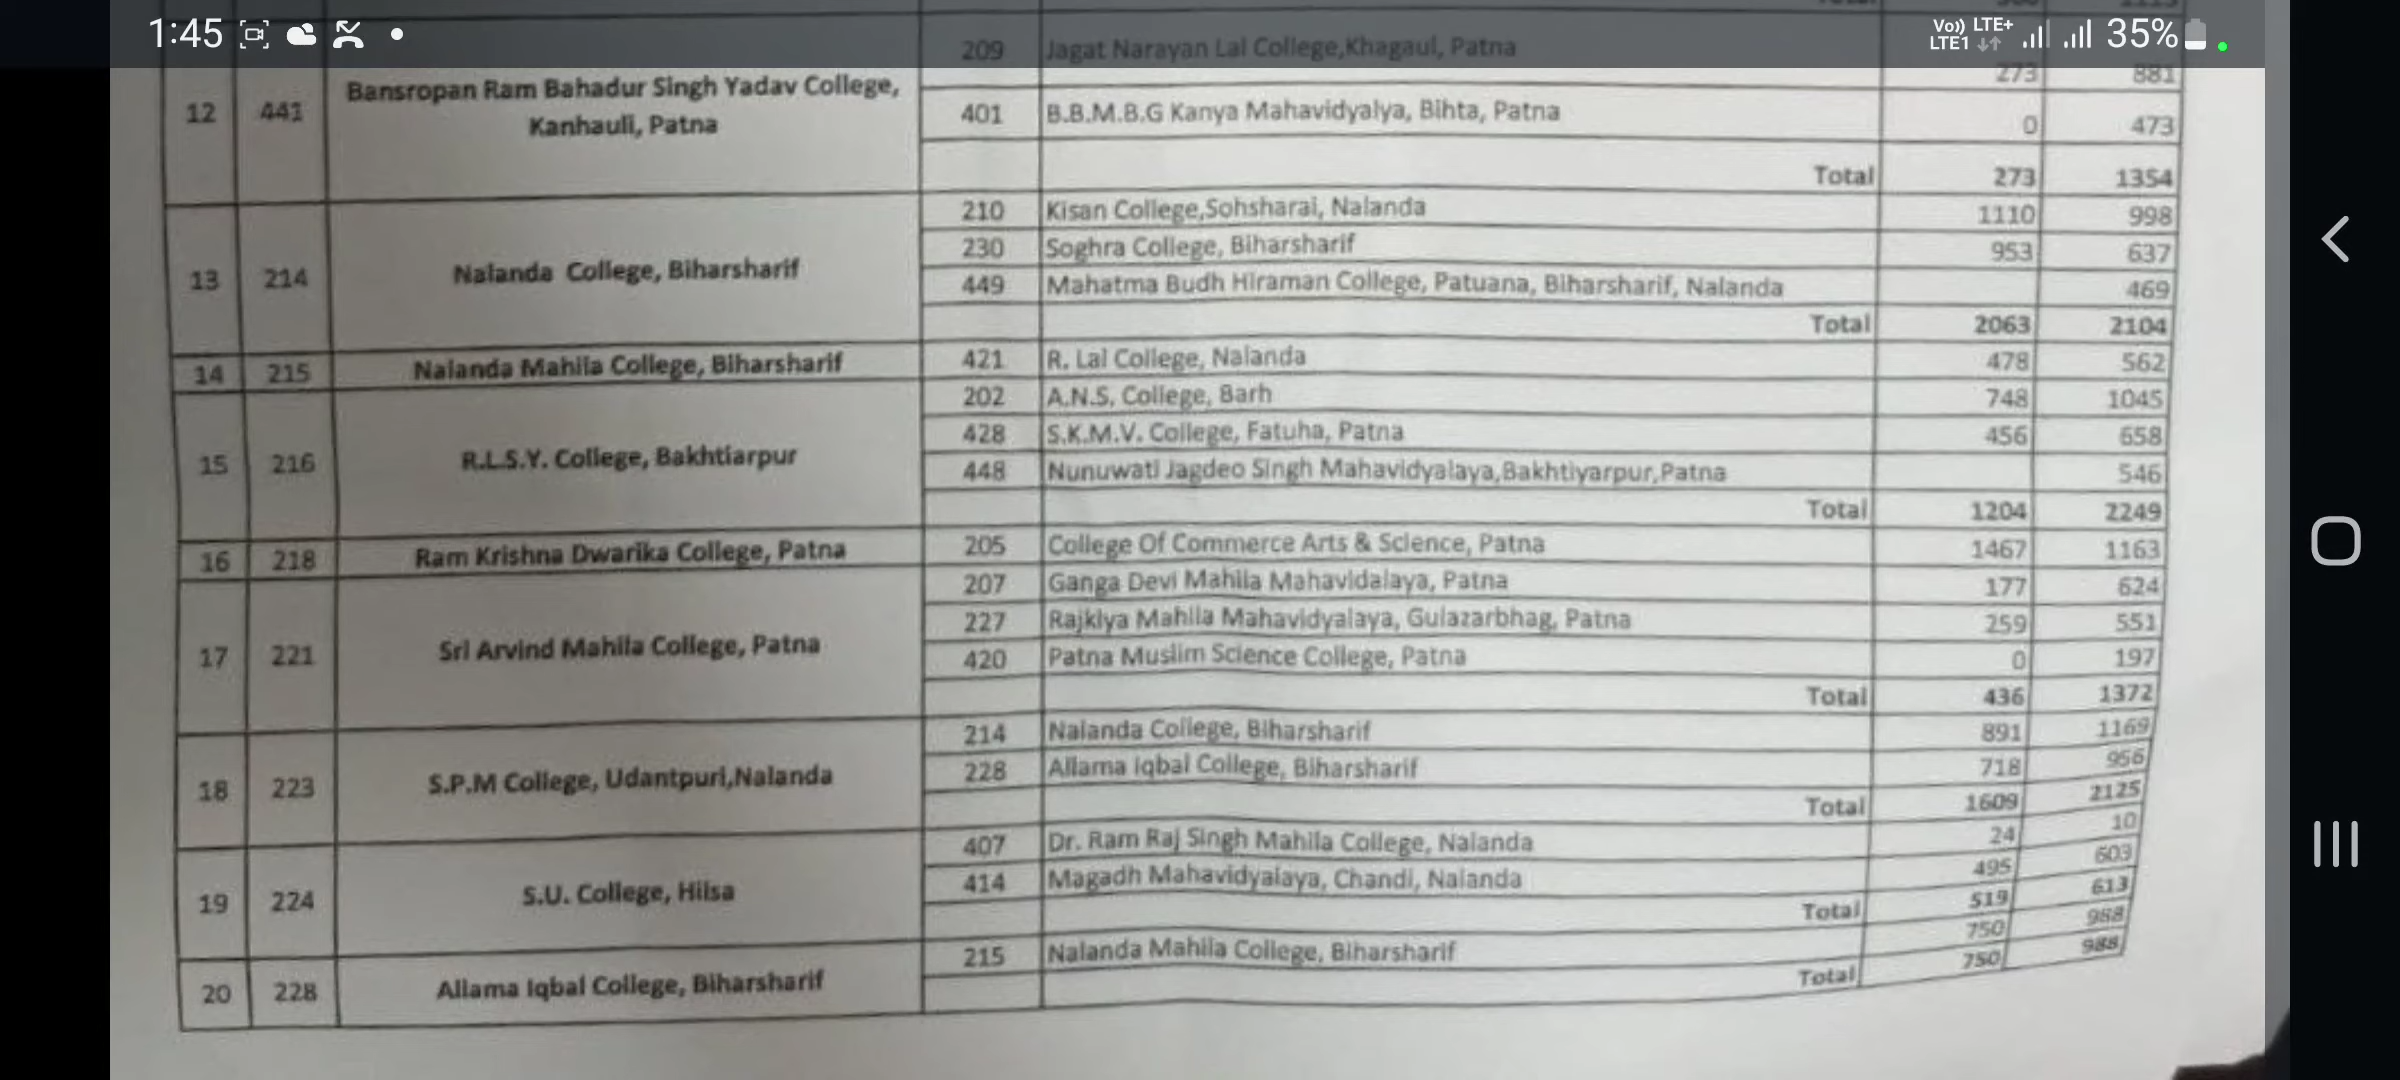 1:45
Vo)) LTE+
LTE1
35%
209 Jagat Narayan Lal College,Khagaul, Patna 273 881
12 441 Bansropan Ram Bahadur Singh Yadav College,
Kanhauli, Patna
401 B.B.M.B.G Kanya Mahavidyalya, Bihta, Patna 0 473
Total 273 1354
210 Kisan College,Sohsharai, Nalanda 1110 998
230 Soghra College, Biharsharif 953 637
13 214 Nalanda College, Biharsharif
449 Mahatma Budh Hiraman College, Patuana, Biharsharif, Nalanda 469
Total 2063 2104
14 215 Nalanda Mahila College, Biharsharif 421 R. Lal College, Nalanda 478 562
202 A.N.S, College, Barh 748 1045
428 S.K.M.V. College, Fatuha, Patna 456 658
15 216 R.L.S.Y. College, Bakhtiarpur
448 Nunuwati Jagdeo Singh Mahavidyalaya,Bakhtiyarpur,Patna 546
Total 1204 2249
16 218 Ram Krishna Dwarika College, Patna 205 College Of Commerce Arts & Science, Patna 1467 1163
207 Ganga Devi Mahila Mahavidalaya, Patna 177 624
227 Rajkiya Mahila Mahavidyalaya, Gulazarbhag, Patna 259 551
17 221 Sri Arvind Mahila College, Patna
420 Patna Muslim Science College, Patna 0 197
Total 436 1372
214 Nalanda College, Biharsharif 891 1169
18 223 S.P.M College, Udantpuri,Nalanda 228 Allama Iqbal College, Biharsharif 718 956
Total 1609 2125
407 Dr. Ram Raj Singh Mahila College, Nalanda 24 10
19 224 S.U. College, Hilsa 414 Magadh Mahavidyalaya, Chandi, Nalanda 495 603
Total 519 613
215 Nalanda Mahila College, Biharsharif 750 988
20 228 Allama Iqbal College, Biharsharif
Total 750 988